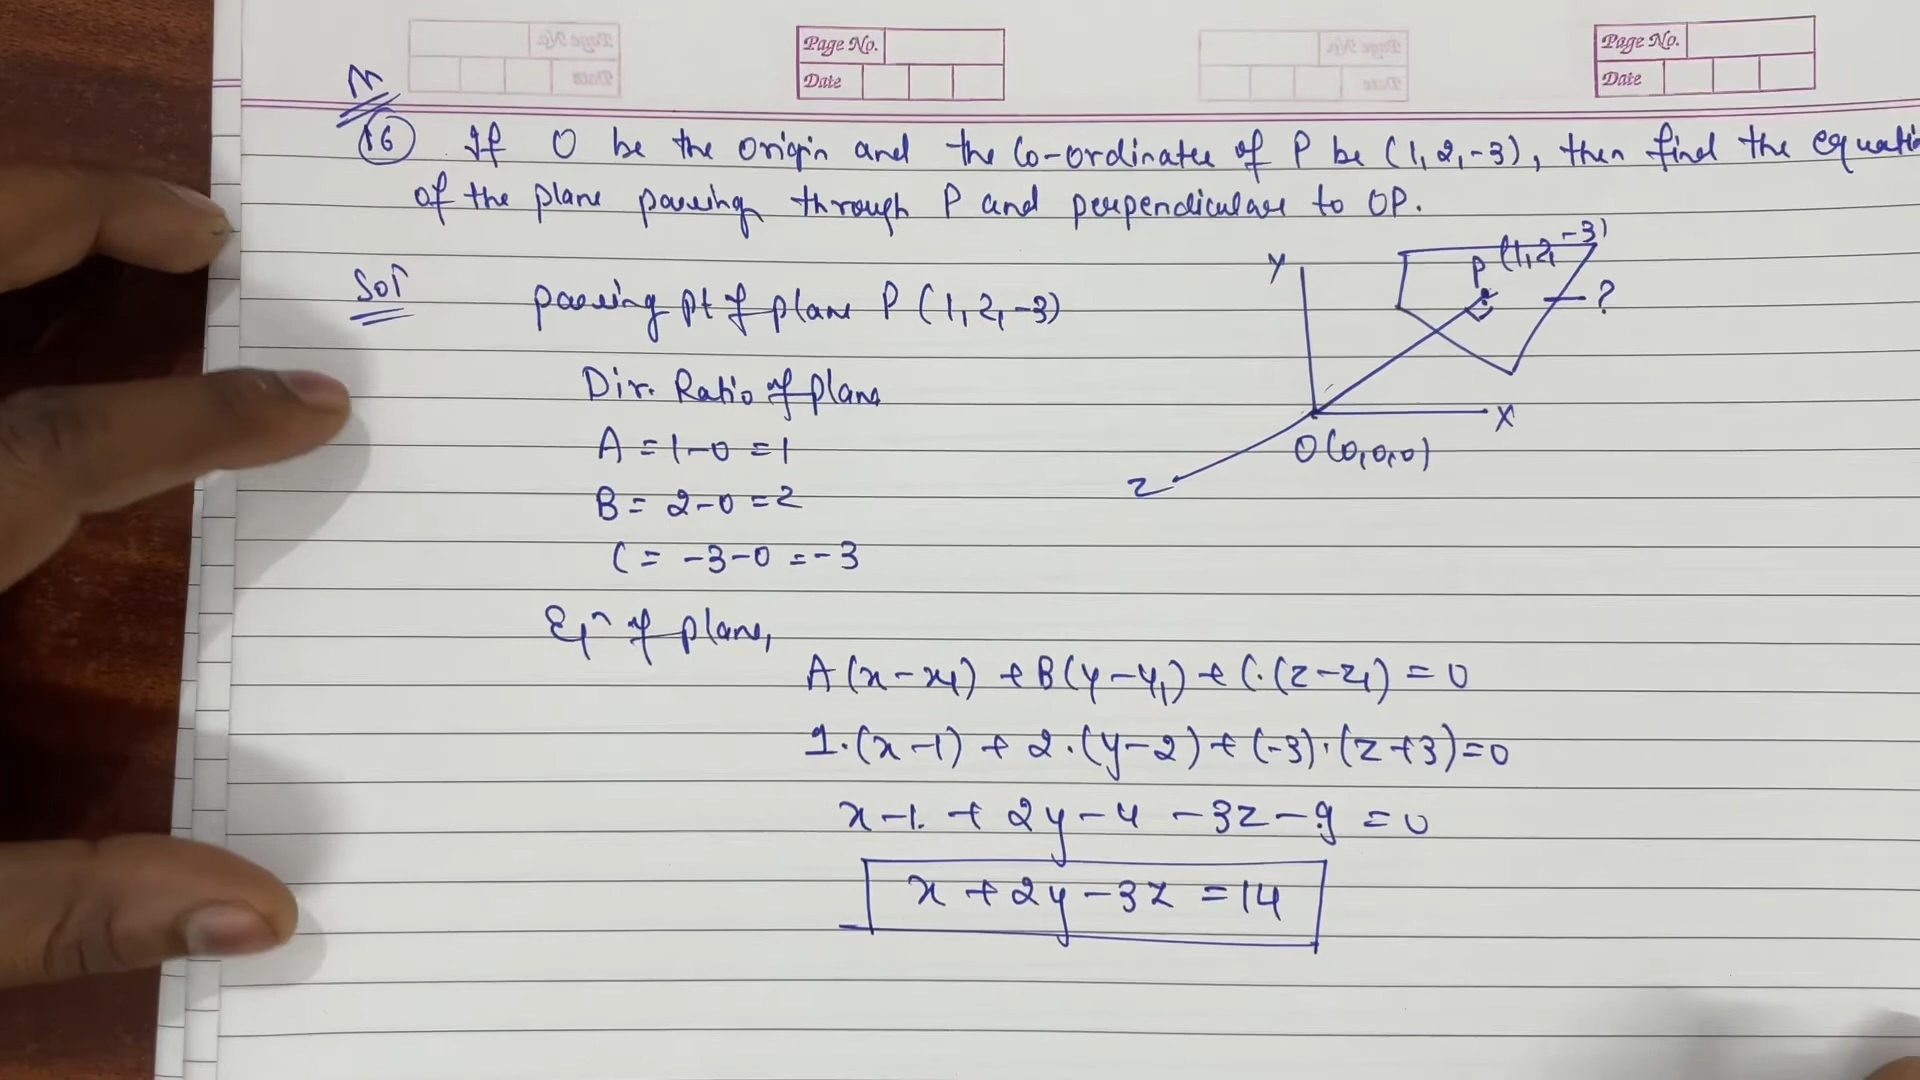 Page No.
Date
Page No.
Date
M
16 If O be the origin and the Co-ordinates of P be (1, 2, -3), then find the equatio
of the plane passing through P and perpendicular to OP.
Soln
passing pt of plane P (1, 2, -3)
Dir. Ratio of plane
A = 1-0 = 1
B = 2-0 = 2
C = -3-0 = -3
Y
P (1, 2, -3)
?
X
O(0,0,0)
Z
Eqn of plane,
A(x-x1) + B(y-y1) + C.(z-z1) = 0
1.(x-1) + 2.(y-2) + (-3).(z+3)=0
x-1. + 2y-4 -3z-9 = 0
x + 2y - 3z = 14